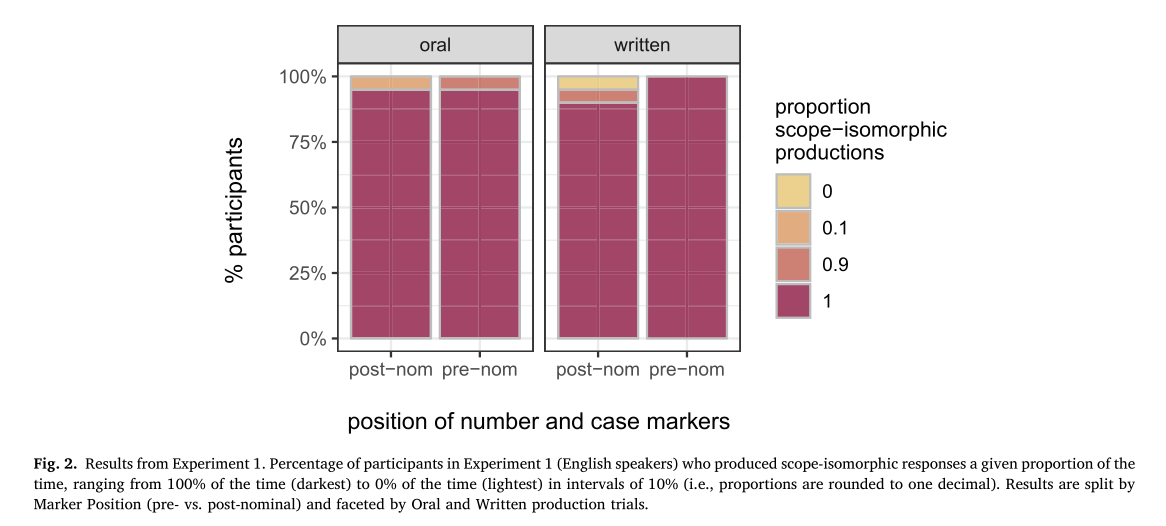 oral
written
100%
75%
50%
25%
0%
% participants
post−nom pre−nom
post−nom pre−nom
position of number and case markers
proportion
scope−isomorphic
productions
0
0.1
0.9
1
Fig. 2. Results from Experiment 1. Percentage of participants in Experiment 1 (English speakers) who produced scope-isomorphic responses a given proportion of the
time, ranging from 100% of the time (darkest) to 0% of the time (lightest) in intervals of 10% (i.e., proportions are rounded to one decimal). Results are split by
Marker Position (pre- vs. post-nominal) and faceted by Oral and Written production trials.